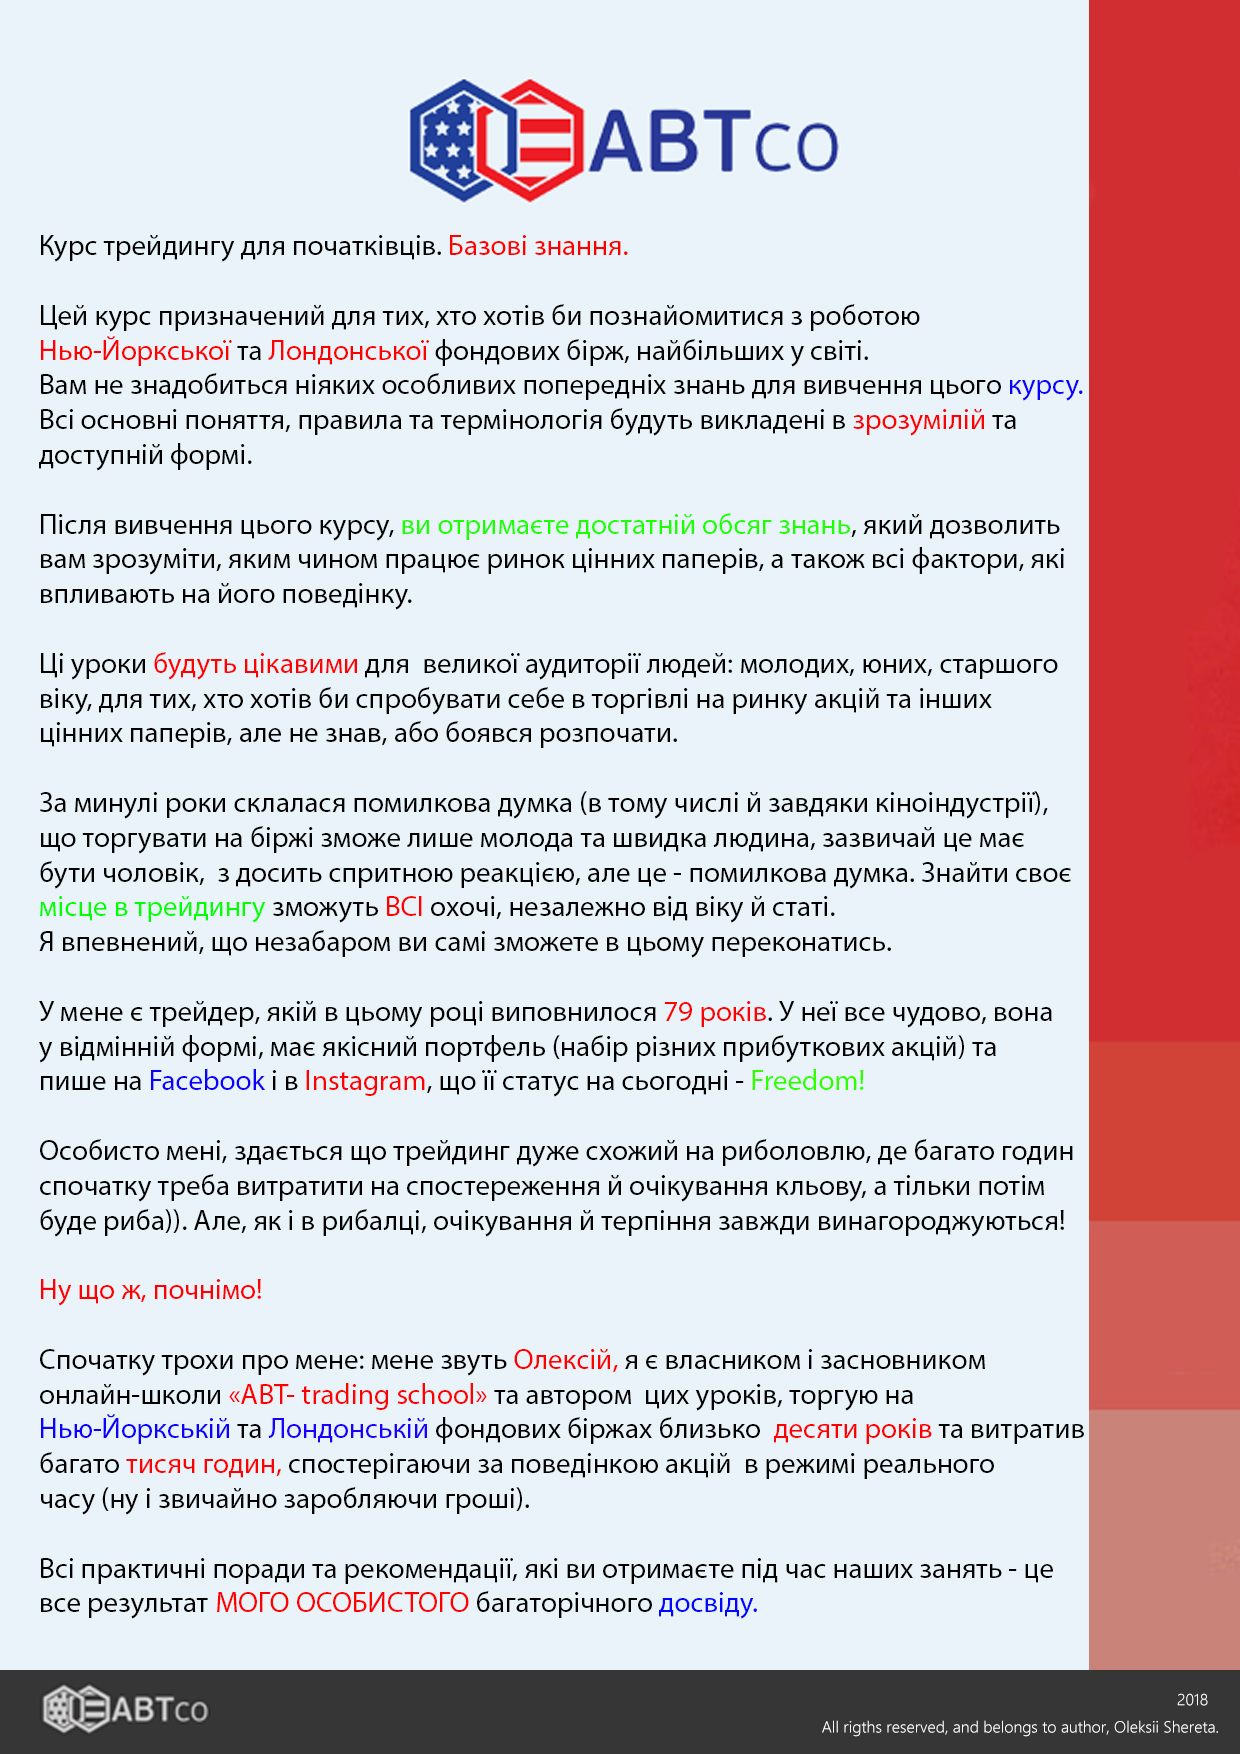 ABTCO
Курс трейдингу для початківців. Базові знання.
Цей курс призначений для тих, хто хотів би познайомитися з роботою
Нью-Йоркської та Лондонської фондових бірж, найбільших у світі.
Вам не знадобиться ніяких особливих попередніх знань для вивчення цього курсу.
Всі основні поняття, правила та термінологія будуть викладені в зрозумілій та
доступній формі.
Після вивчення цього курсу, ви отримаєте достатній обсяг знань, який дозволить
вам зрозуміти, яким чином працює ринок цінних паперів, а також всі фактори, які
впливають на його поведінку.
Ці уроки будуть цікавими для  великої аудиторії людей: молодих, юних, старшого
віку, для тих, хто хотів би спробувати себе в торгівлі на ринку акцій та інших
цінних паперів, але не знав, або боявся розпочати.
За минулі роки склалася помилкова думка (в тому числі й завдяки кіноіндустрії),
що торгувати на біржі зможе лише молода та швидка людина, зазвичай це має
бути чоловік,  з досить спритною реакцією, але це - помилкова думка. Знайти своє
місце в трейдингу зможуть ВСІ охочі, незалежно від віку й статі.
Я впевнений, що незабаром ви самі зможете в цьому переконатись.
У мене є трейдер, якій в цьому році виповнилося 79 років. У неї все чудово, вона
у відмінній формі, має якісний портфель (набір різних прибуткових акцій) та
пише на Facebook і в Instagram, що її статус на сьогодні - Freedom!
Особисто мені, здається що трейдинг дуже схожий на риболовлю, де багато годин
спочатку треба витратити на спостереження й очікування кльову, а тільки потім
буде риба)). Але, як і в рибалці, очікування й терпіння завжди винагороджуються!
Ну що ж, почнімо!
Спочатку трохи про мене: мене звуть Олексій, я є власником і засновником
онлайн-школи «ABT- trading school» та автором  цих уроків, торгую на
Нью-Йоркській та Лондонській фондових біржах близько  десяти років та витратив
багато тисяч годин, спостерігаючи за поведінкою акцій  в режимі реального
часу (ну і звичайно заробляючи гроші).
Всі практичні поради та рекомендації, які ви отримаєте під час наших занять - це
все результат МОГО ОСОБИСТОГО багаторічного досвіду.
ABTCO
2018
All rigths reserved, and belongs to author, Oleksii Shereta.